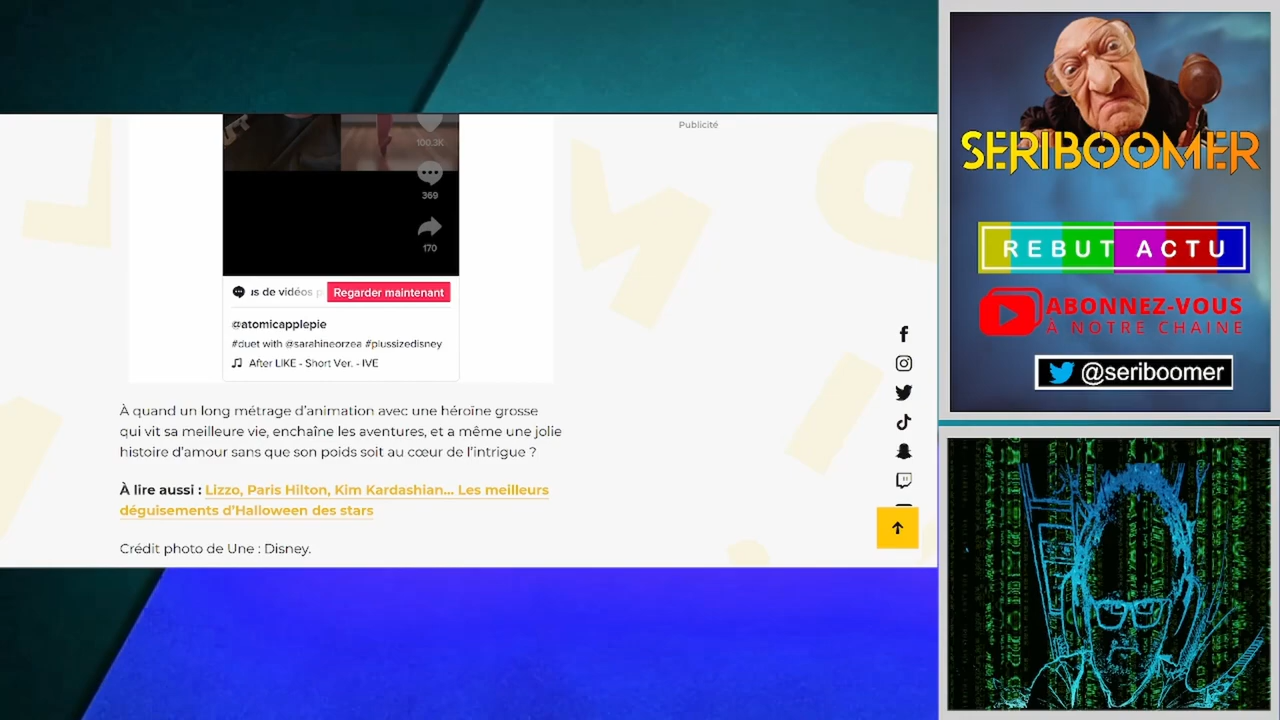 Publicité
100.3K
369
170
us de vidéos p
Regarder maintenant
@atomicapplepie
#duet with @sarahineorzea #plussizedisney
After LIKE - Short Ver. - IVE
À quand un long métrage d'animation avec une héroïne grosse
qui vit sa meilleure vie, enchaîne les aventures, et a même une jolie
histoire d'amour sans que son poids soit au cœur de l'intrigue ?
À lire aussi : Lizzo, Paris Hilton, Kim Kardashian... Les meilleurs
déguisements d'Halloween des stars
Crédit photo de Une : Disney.
SERIBOOMER
REBUT ACTU
ABONNEZ-VOUS
À NOTRE CHAINE
@seriboomer